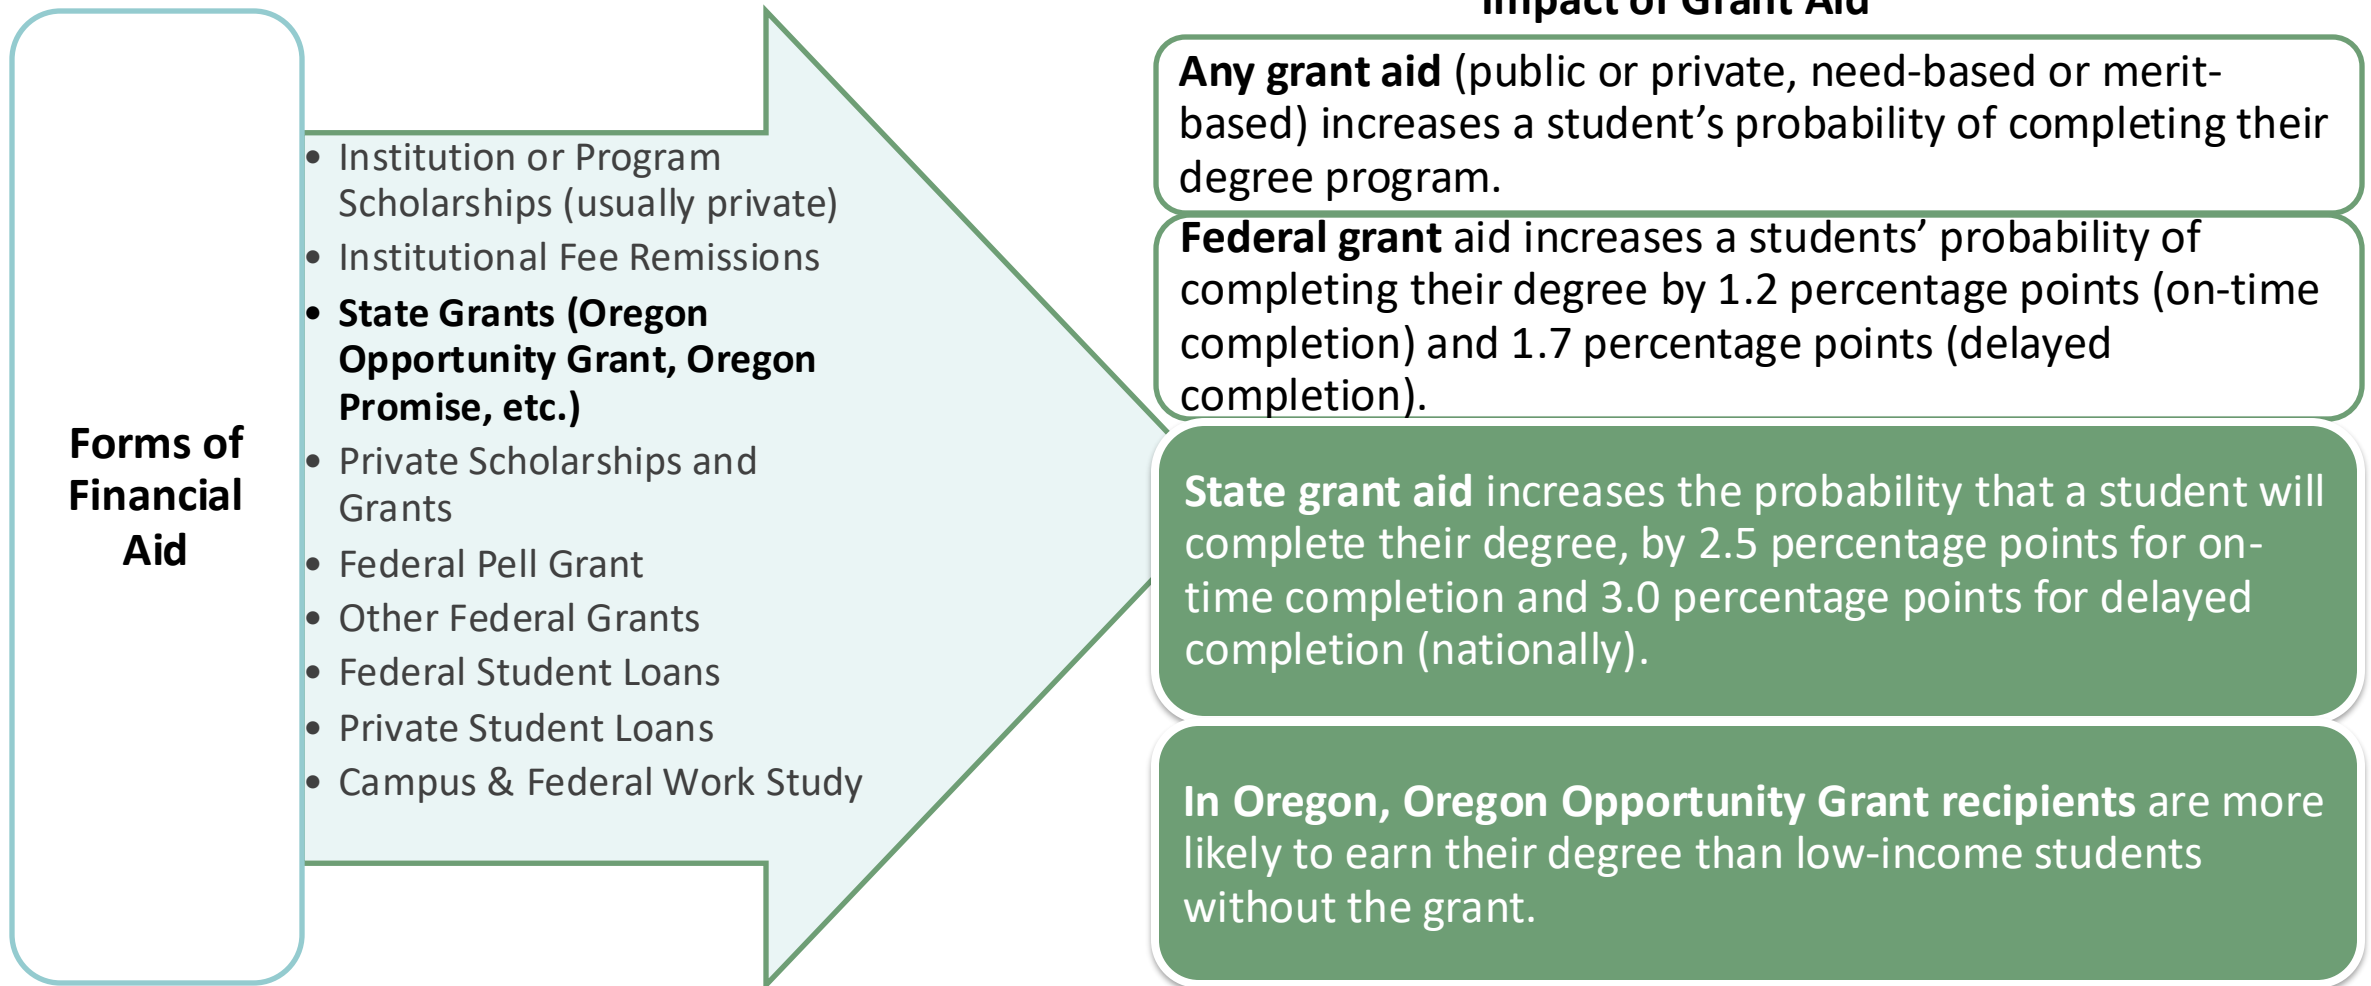 Forms of
Financial
Aid
• Institution or Program
Scholarships (usually private)
• Institutional Fee Remissions
• State Grants (Oregon
Opportunity Grant, Oregon
Promise, etc.)
• Private Scholarships and
Grants
• Federal Pell Grant
• Other Federal Grants
• Federal Student Loans
• Private Student Loans
• Campus & Federal Work Study
Impact of Grant Aid
Any grant aid (public or private, need-based or merit-
based) increases a student’s probability of completing their
degree program.
Federal grant aid increases a students’ probability of
completing their degree by 1.2 percentage points (on-time
completion) and 1.7 percentage points (delayed
completion).
State grant aid increases the probability that a student will
complete their degree, by 2.5 percentage points for on-
time completion and 3.0 percentage points for delayed
completion (nationally).
In Oregon, Oregon Opportunity Grant recipients are more
likely to earn their degree than low-income students
without the grant.